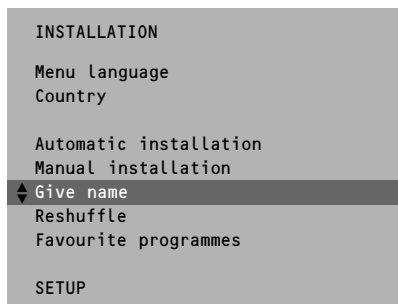 INSTALLATION
Menu language
Country
Automatic installation
Manual installation
Give name
Reshuffle
Favourite programmes
SETUP